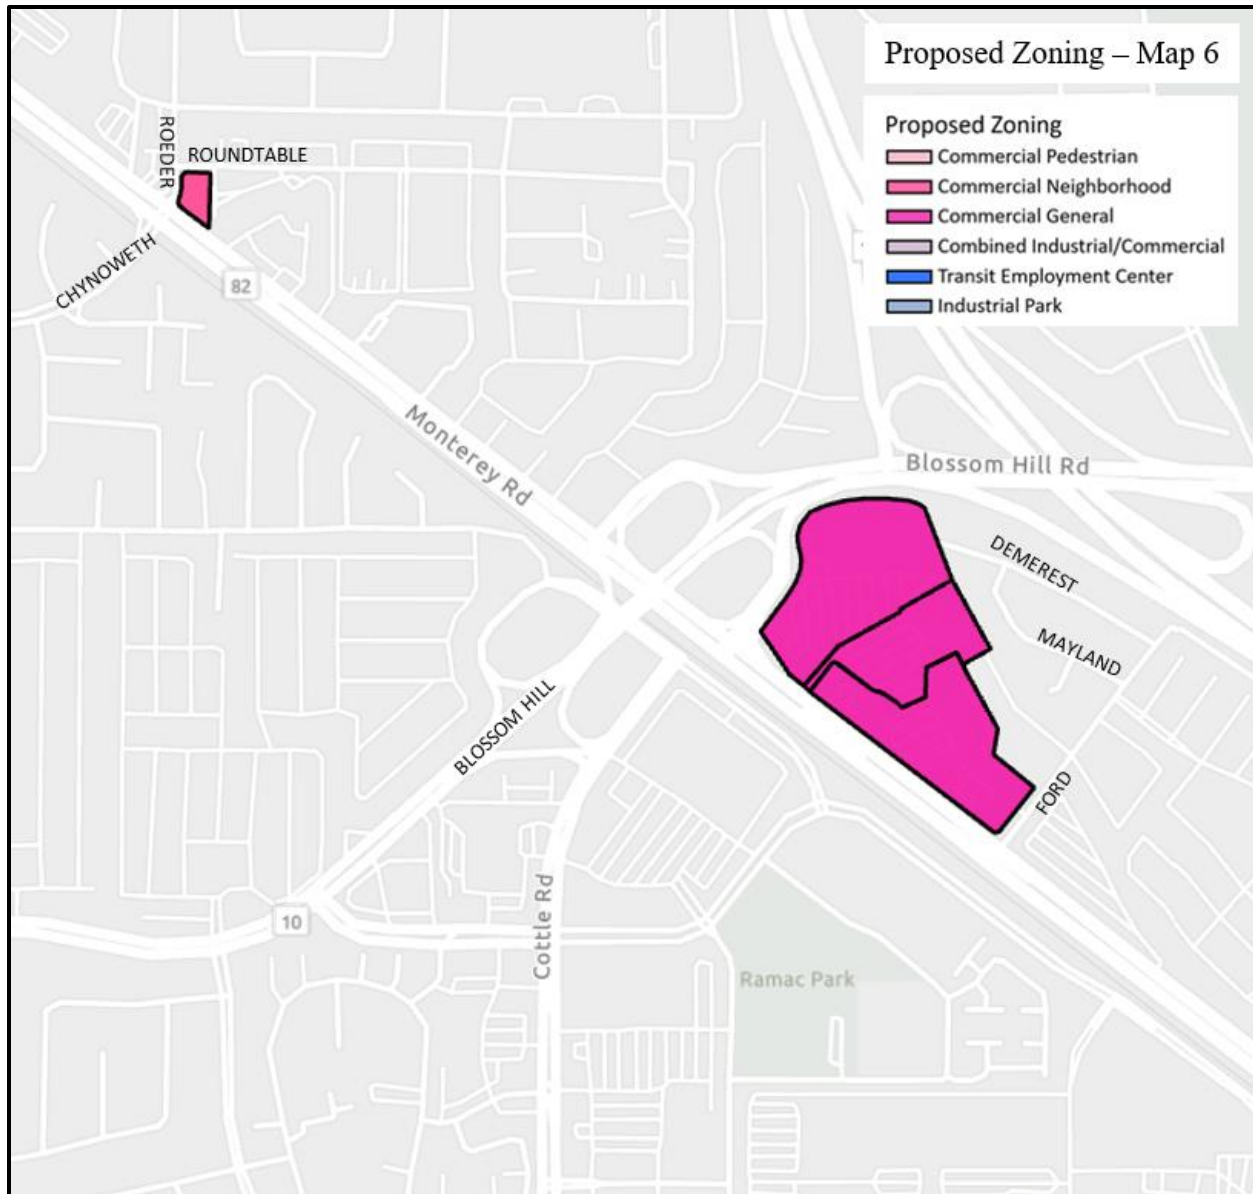 Proposed Zoning – Map 6
Proposed Zoning
Commercial Pedestrian
Commercial Neighborhood
Commercial General
Combined Industrial/Commercial
Transit Employment Center
Industrial Park
ROEDER
ROUNDTABLE
CHYNOWETH
82
Monterey Rd
Blossom Hill Rd
DEMEREST
MAYLAND
BLOSSOM HILL
FORD
10
Cottle Rd
Ramac Park